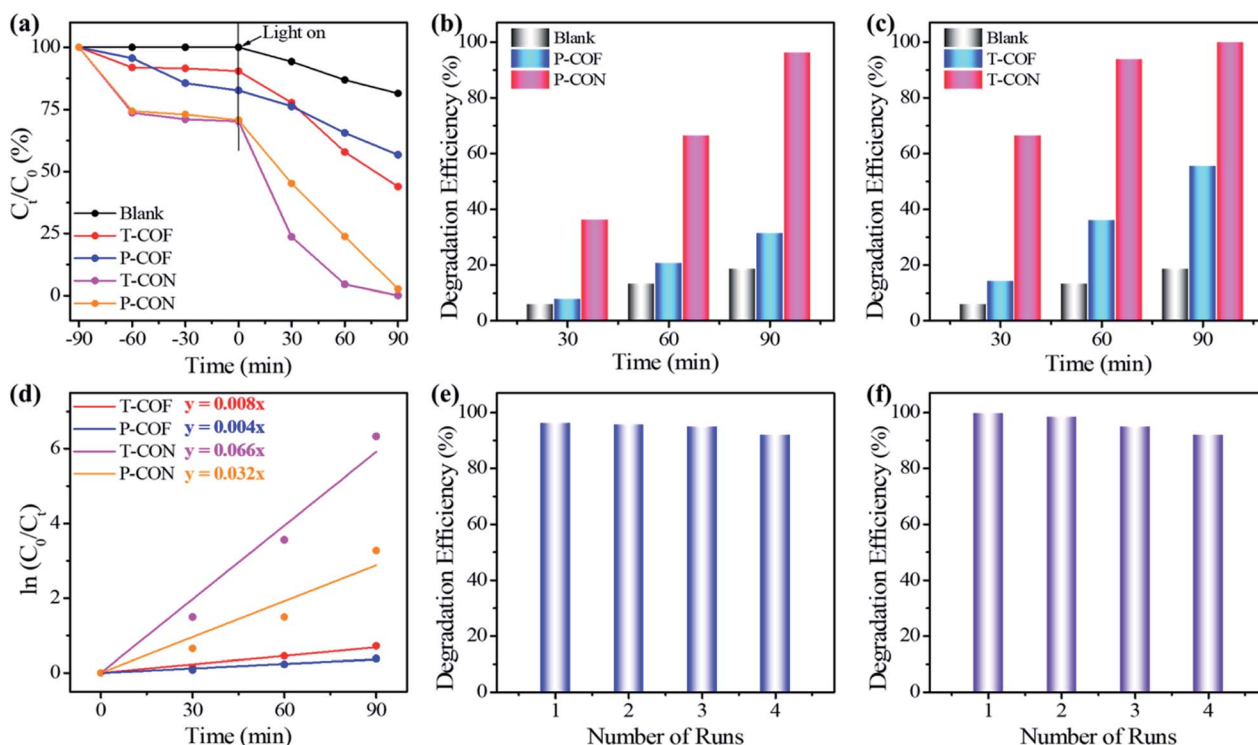 (a)
Light on
100
75
50
25
0
C_t/C_0 (%)
Blank
T-COF
P-COF
T-CON
P-CON
-90 -60 -30 0 30 60 90
Time (min)
(b)
Blank
P-COF
P-CON
100
80
60
40
20
0
Degradation Efficiency (%)
30 60 90
Time (min)
(c)
Blank
T-COF
T-CON
100
80
60
40
20
0
Degradation Efficiency (%)
30 60 90
Time (min)
(d)
T-COF y = 0.008x
P-COF y = 0.004x
T-CON y = 0.066x
P-CON y = 0.032x
6
4
2
0
ln (C_0/C_t)
0 30 60 90
Time (min)
(e)
100
80
60
40
20
0
Degradation Efficiency (%)
1 2 3 4
Number of Runs
(f)
100
80
60
40
20
0
Degradation Efficiency (%)
1 2 3 4
Number of Runs